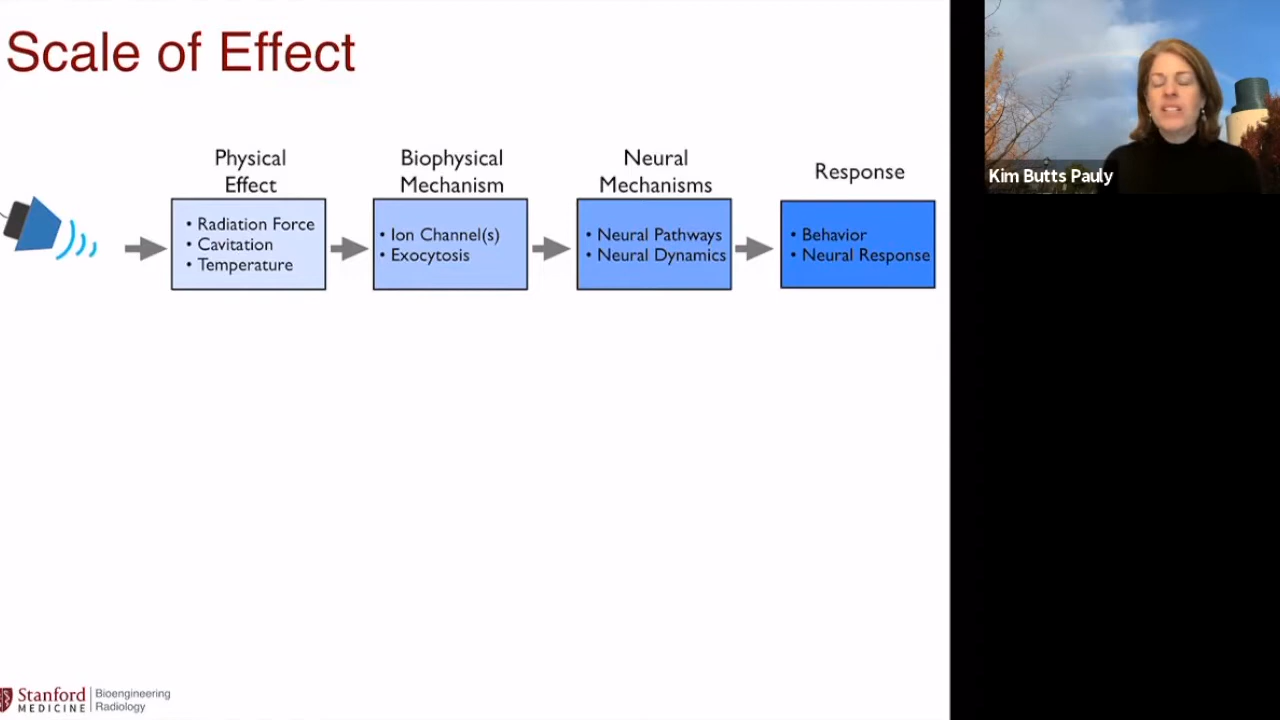 Scale of Effect
Physical
Effect
• Radiation Force
• Cavitation
• Temperature
Biophysical
Mechanism
• Ion Channel(s)
• Exocytosis
Neural
Mechanisms
• Neural Pathways
• Neural Dynamics
Response
• Behavior
• Neural Response
Kim Butts Pauly
Stanford
MEDICINE
Bioengineering
Radiology